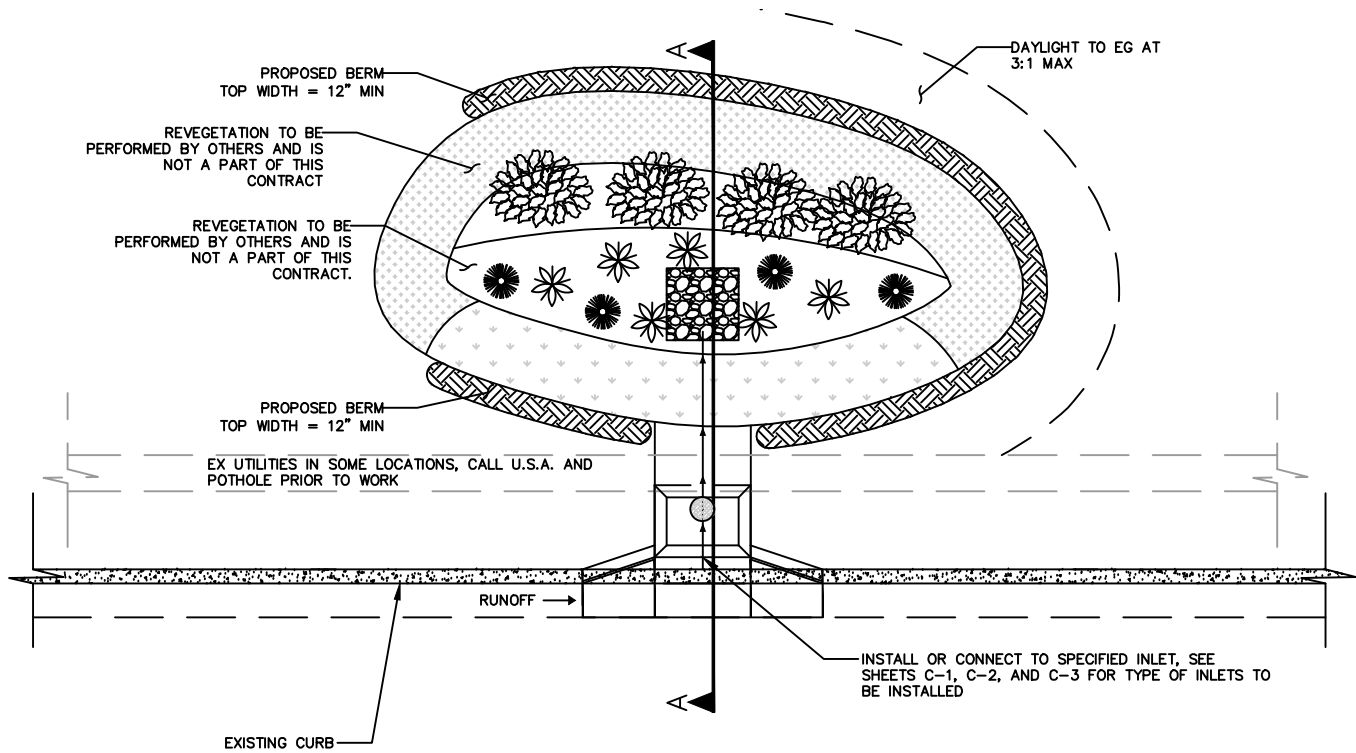 A
DAYLIGHT TO EG AT
3:1 MAX
PROPOSED BERM
TOP WIDTH = 12" MIN
REVEGETATION TO BE
PERFORMED BY OTHERS AND IS
NOT A PART OF THIS
CONTRACT
REVEGETATION TO BE
PERFORMED BY OTHERS AND IS
NOT A PART OF THIS
CONTRACT.
PROPOSED BERM
TOP WIDTH = 12" MIN
EX UTILITIES IN SOME LOCATIONS, CALL U.S.A. AND
POTHOLE PRIOR TO WORK
RUNOFF
INSTALL OR CONNECT TO SPECIFIED INLET, SEE
SHEETS C-1, C-2, AND C-3 FOR TYPE OF INLETS TO
BE INSTALLED
A
EXISTING CURB